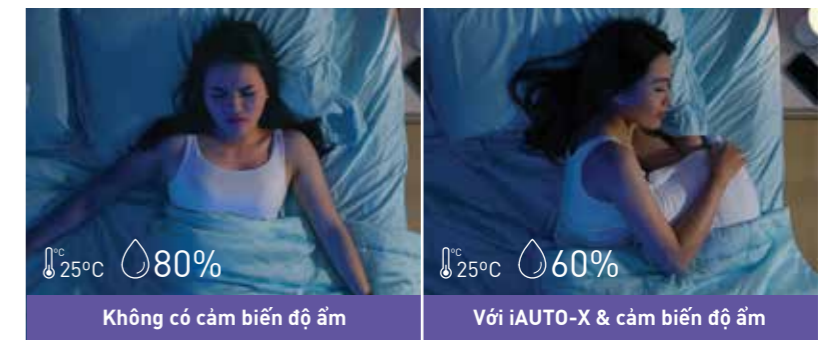 °C
25°C
80%
Không có cảm biến độ ẩm
°C
25°C
60%
Với iAUTO-X & cảm biến độ ẩm